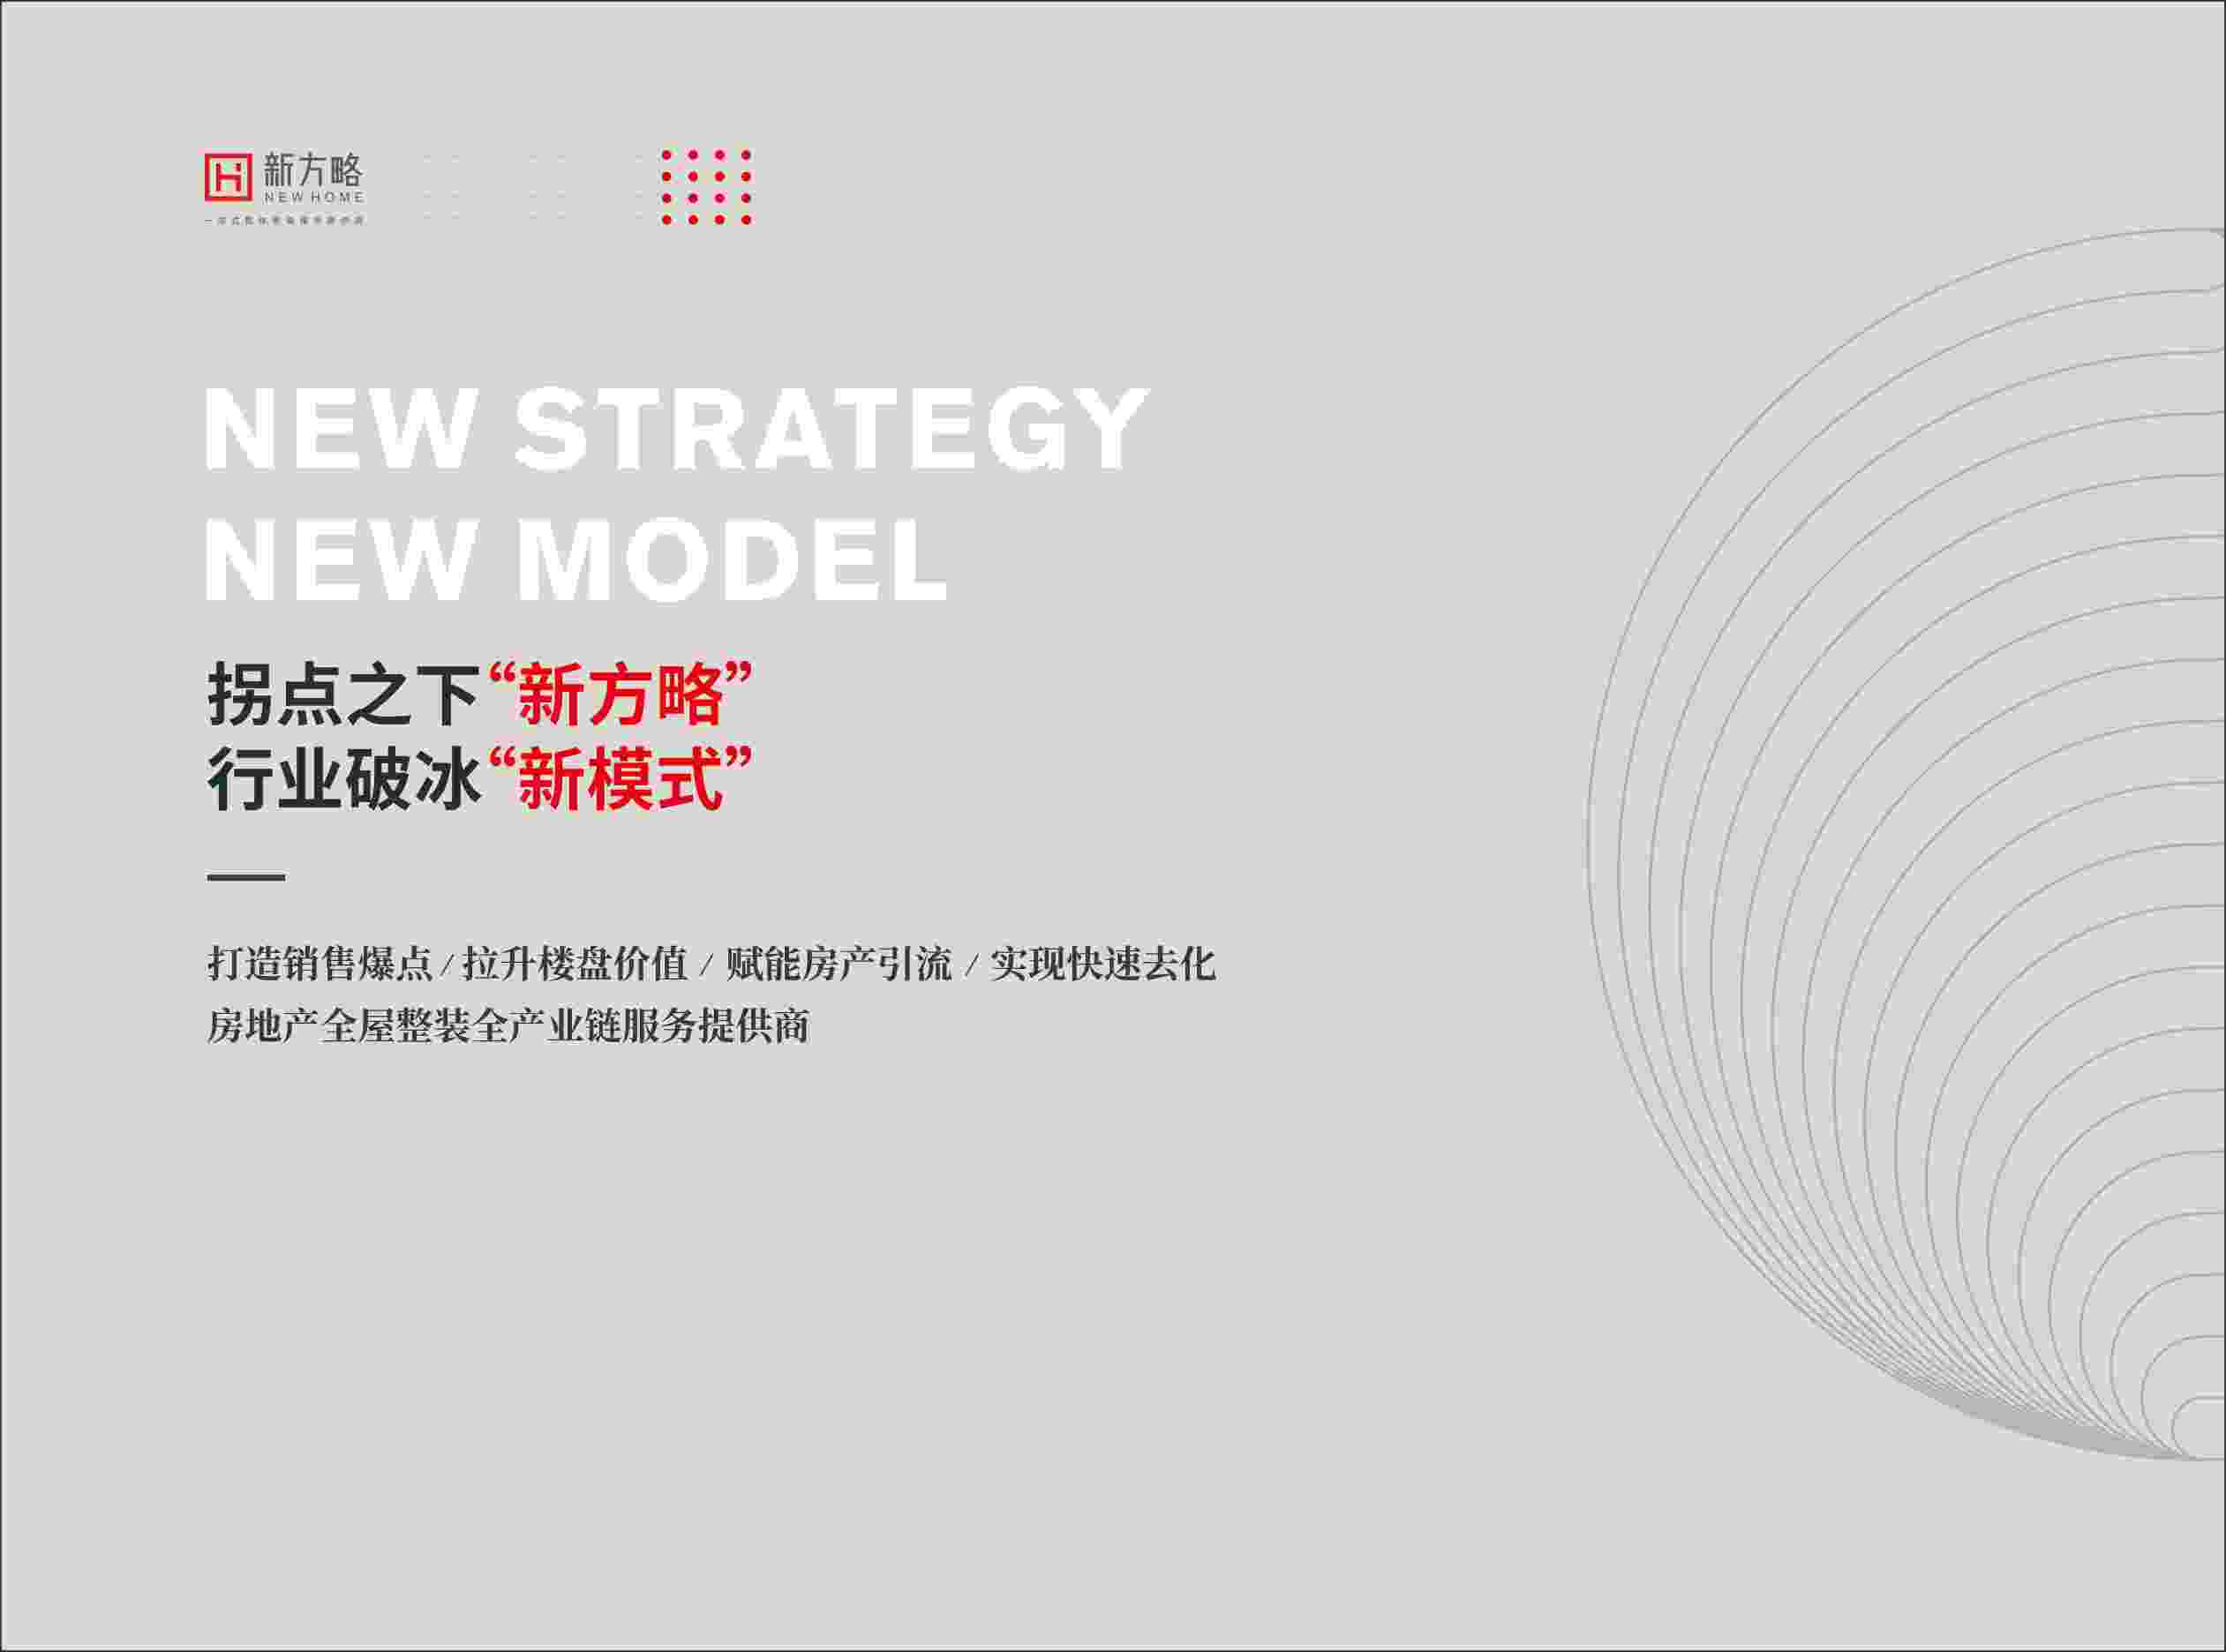 新方略
NEW HOME
NEW STRATEGY
NEW MODEL
拐点之下“新方略”
行业破冰“新模式”
打造销售爆点 / 拉升楼盘价值 / 赋能房产引流 / 实现快速去化
房地产全屋整装全产业链服务提供商